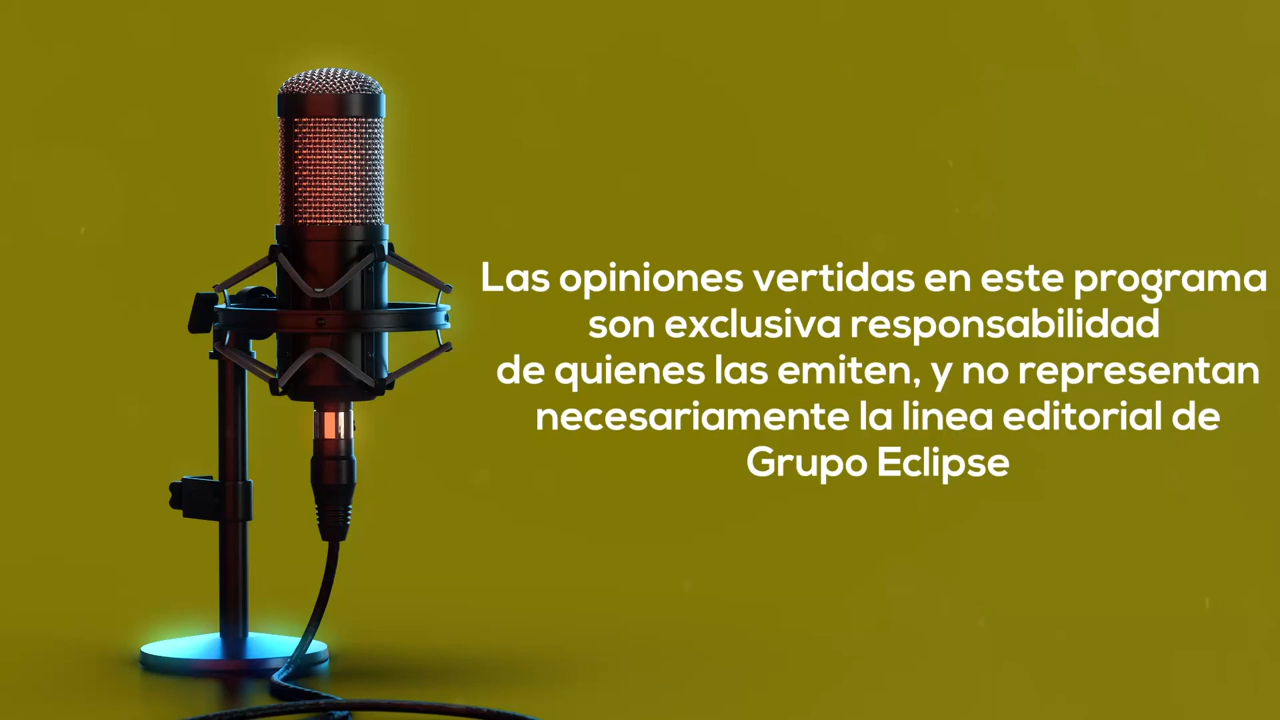 Las opiniones vertidas en este programa
son exclusiva responsabilidad
de quienes las emiten, y no representan
necesariamente la linea editorial de
Grupo Eclipse